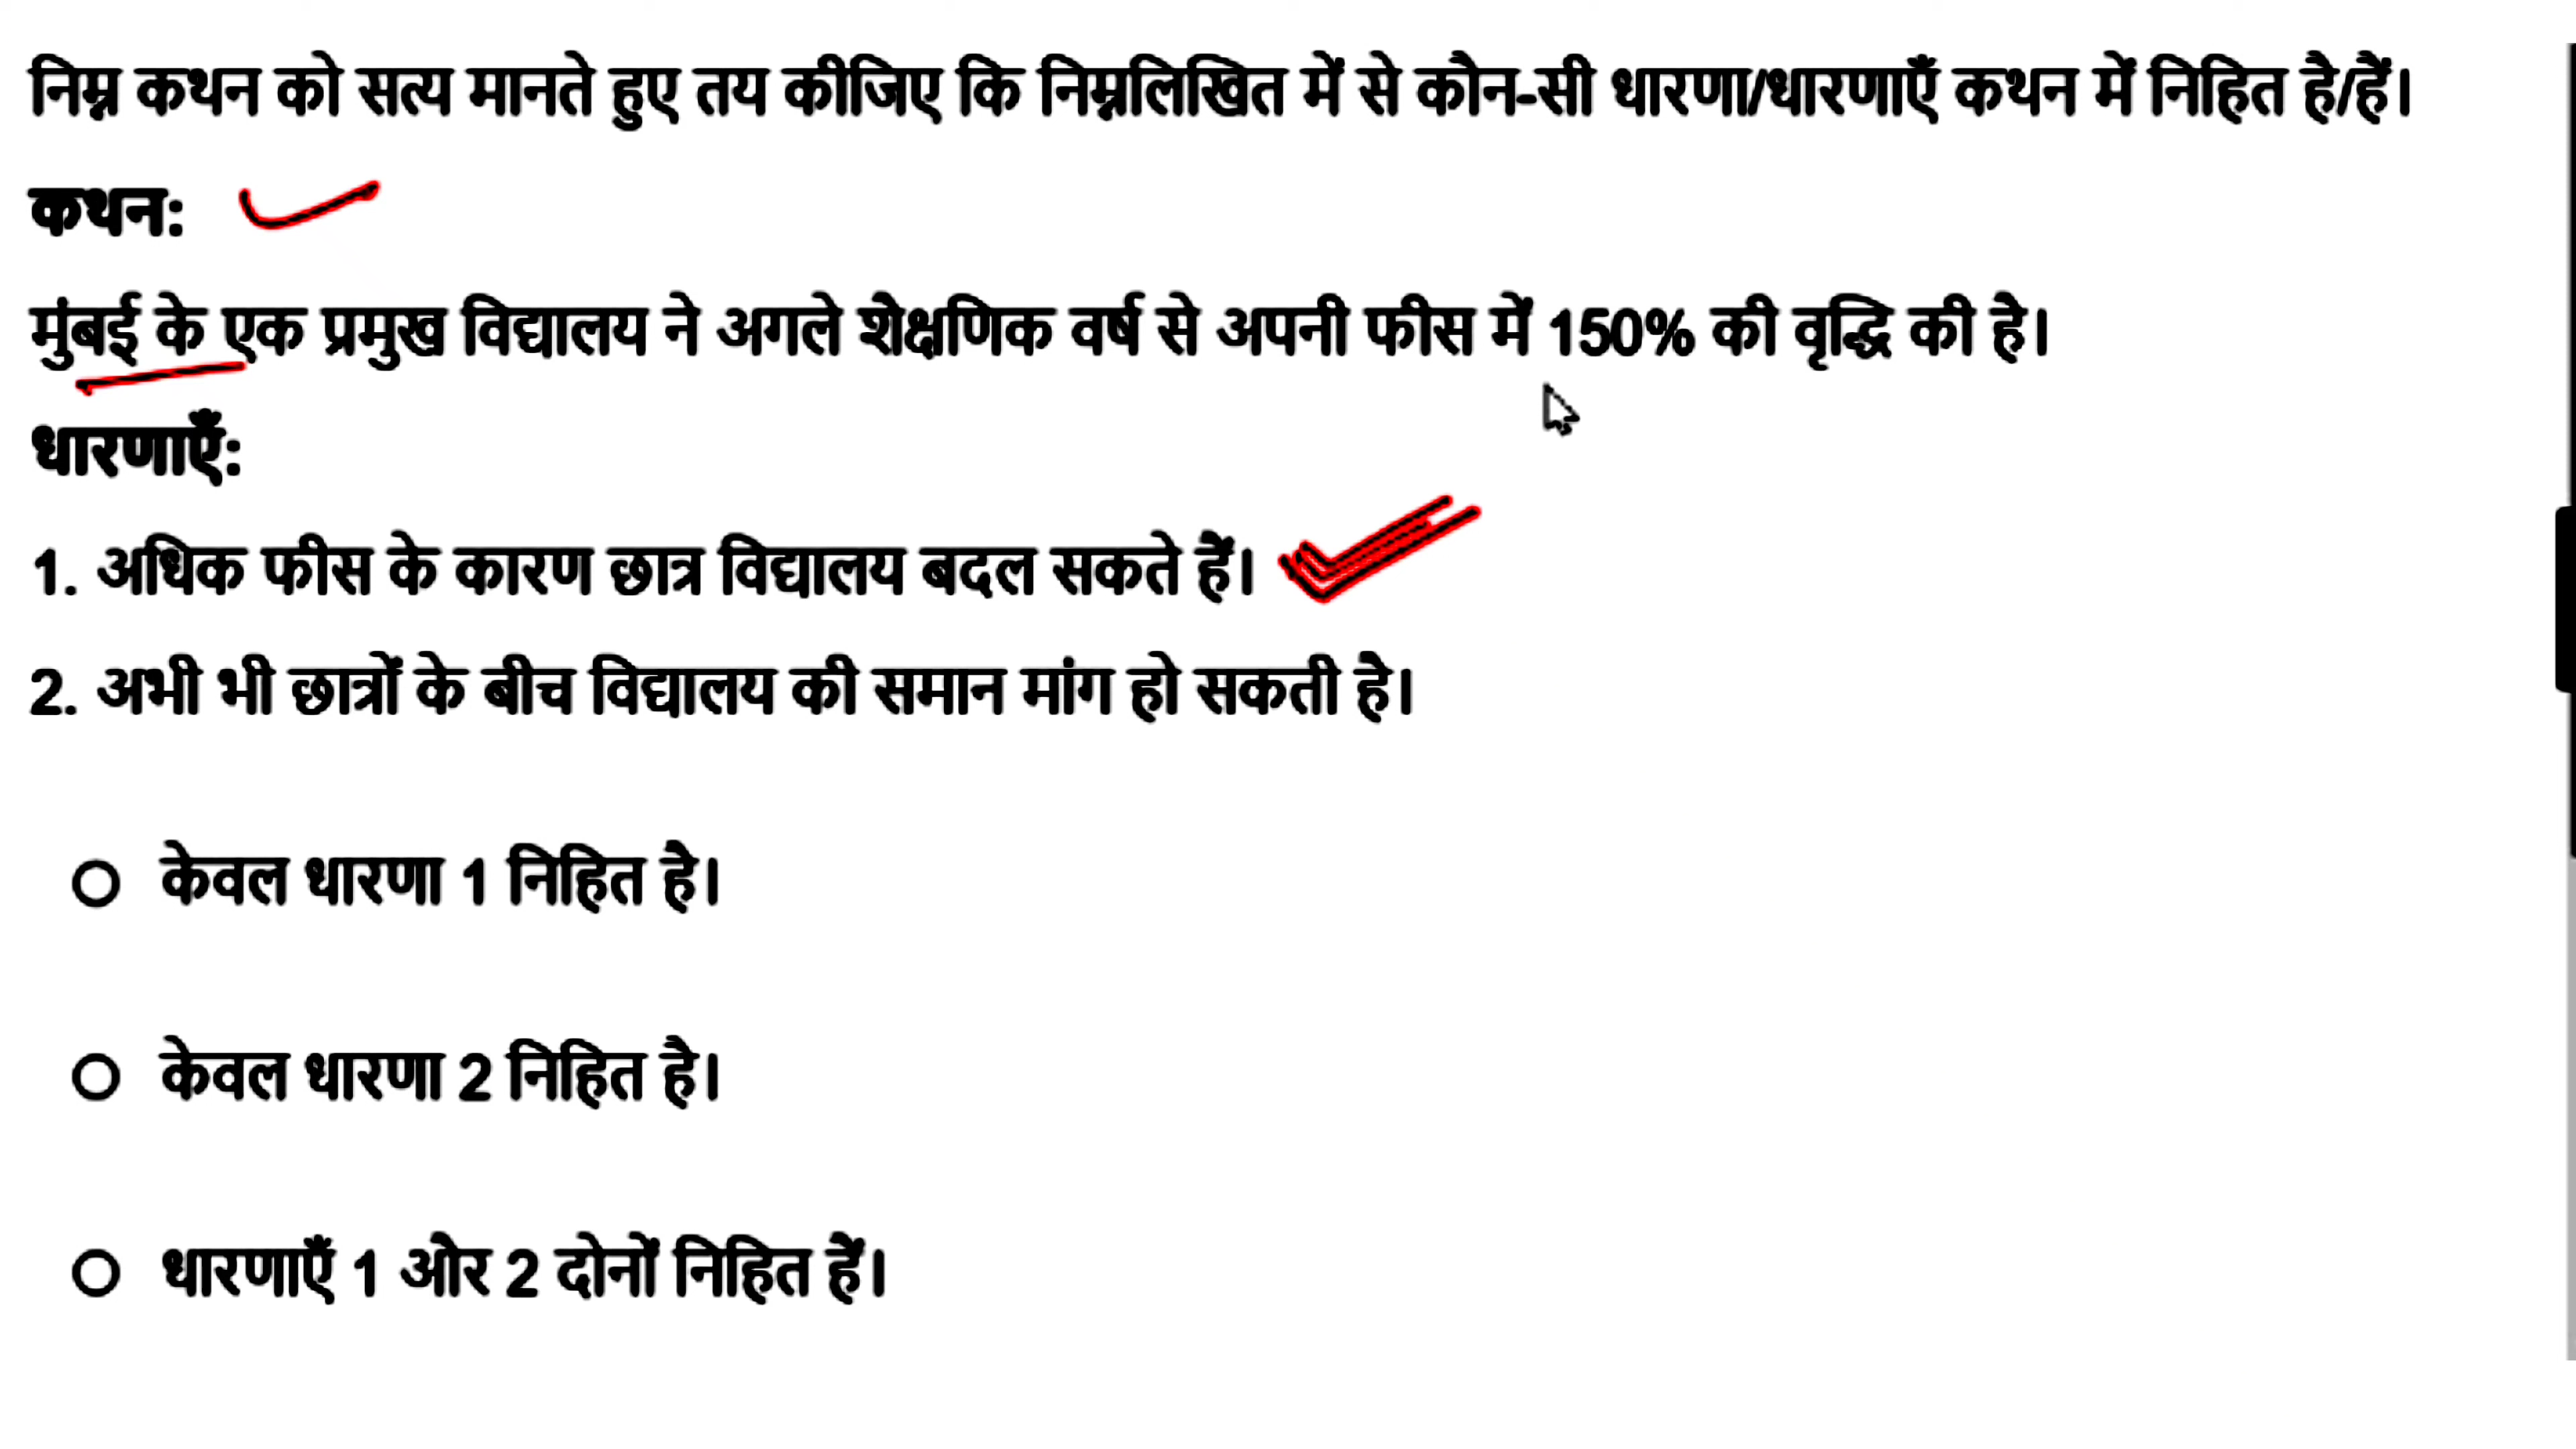 निम्न कथन को सत्य मानते हुए तय कीजिए कि निम्नलिखित में से कौन-सी धारणा/धारणाएँ कथन में निहित है/हैं।
कथन:
मुंबई के एक प्रमुख विद्यालय ने अगले शैक्षणिक वर्ष से अपनी फीस में 150% की वृद्धि की है।
धारणाएँ:
1. अधिक फीस के कारण छात्र विद्यालय बदल सकते हैं।
2. अभी भी छात्रों के बीच विद्यालय की समान मांग हो सकती है।
केवल धारणा 1 निहित है।
केवल धारणा 2 निहित है।
धारणाएँ 1 और 2 दोनों निहित हैं।